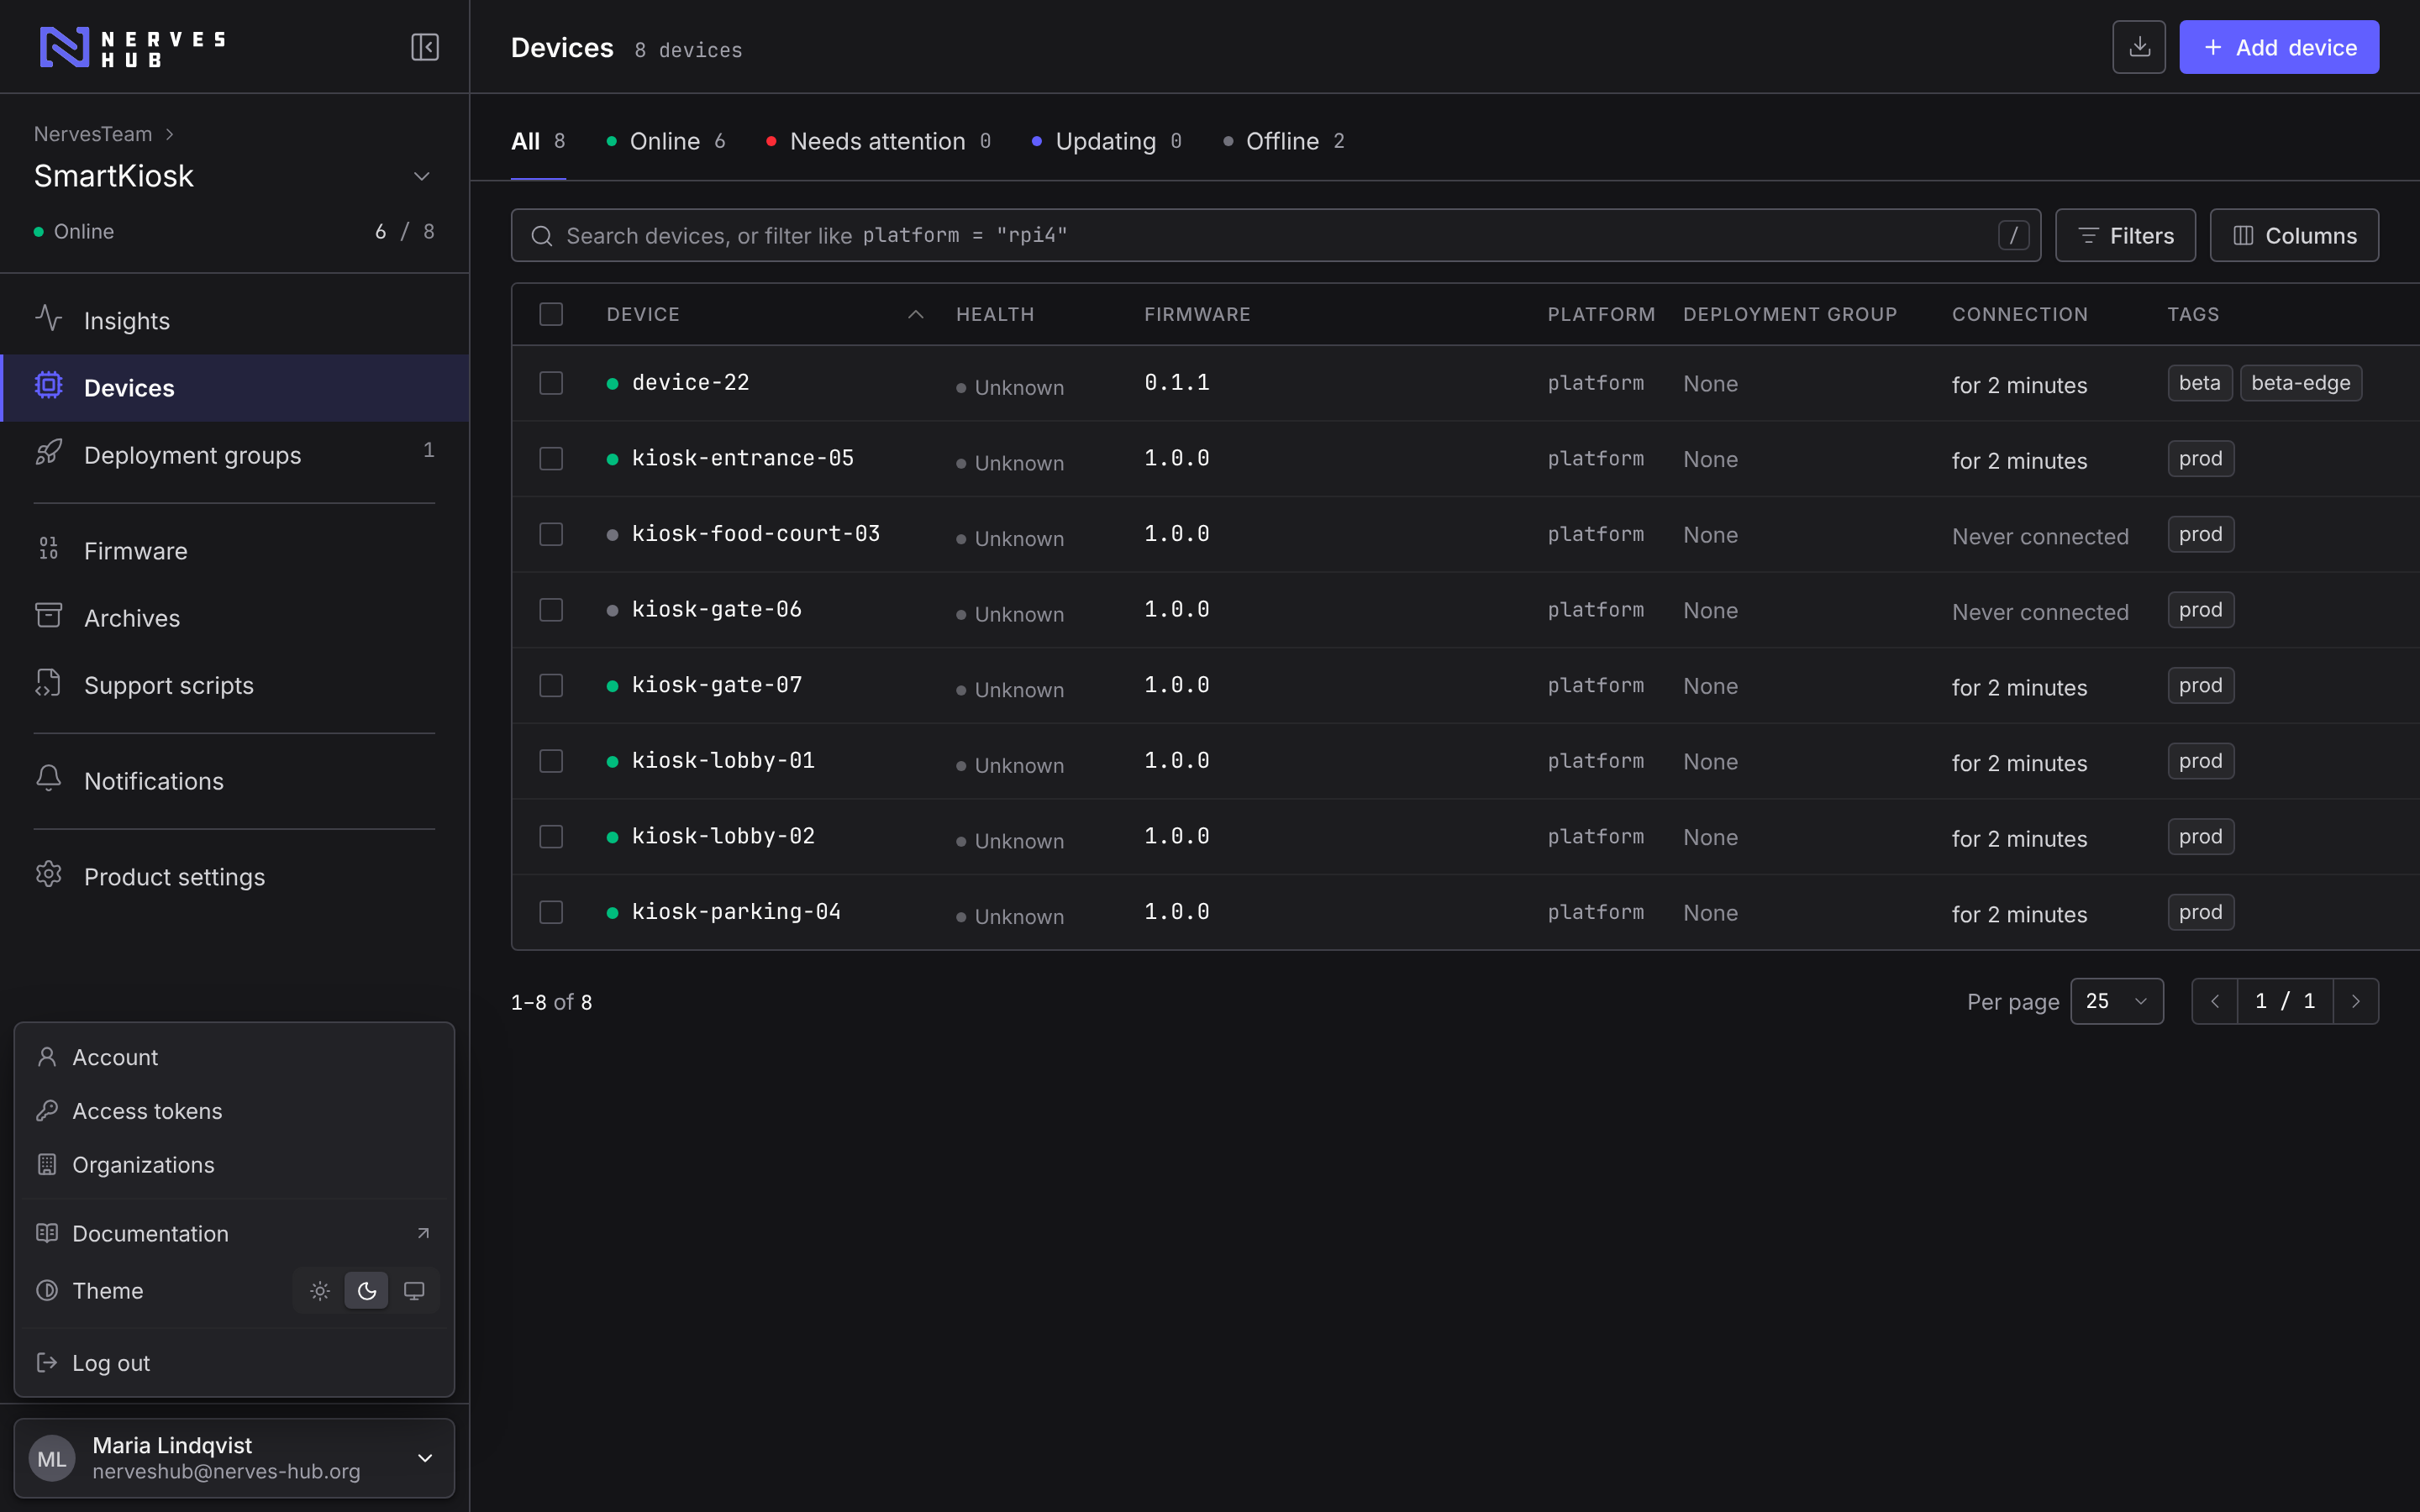 NERVES
HUB
NervesTeam
SmartKiosk
Online 6 / 8
Insights
Devices
Deployment groups 1
Firmware
Archives
Support scripts
Notifications
Product settings
Account
Access tokens
Organizations
Documentation
Theme
Log out
ML Maria Lindqvist
nerveshub@nerves-hub.org
Devices 8 devices
+ Add device
All 8 Online 6 Needs attention 0 Updating 0 Offline 2
Search devices, or filter like platform = "rpi4" /
Filters
Columns
DEVICE HEALTH FIRMWARE PLATFORM DEPLOYMENT GROUP CONNECTION TAGS
device-22 Unknown 0.1.1 platform None for 2 minutes beta beta-edge
kiosk-entrance-05 Unknown 1.0.0 platform None for 2 minutes prod
kiosk-food-court-03 Unknown 1.0.0 platform None Never connected prod
kiosk-gate-06 Unknown 1.0.0 platform None Never connected prod
kiosk-gate-07 Unknown 1.0.0 platform None for 2 minutes prod
kiosk-lobby-01 Unknown 1.0.0 platform None for 2 minutes prod
kiosk-lobby-02 Unknown 1.0.0 platform None for 2 minutes prod
kiosk-parking-04 Unknown 1.0.0 platform None for 2 minutes prod
1–8 of 8
Per page 25 1 / 1